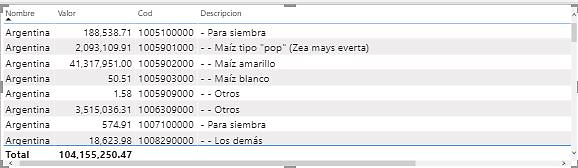 Nombre Valor Cod Descripcion
Argentina 188,538.71 1005100000 - Para siembra
Argentina 2,093,109.91 1005901000 - - Maíz tipo "pop" (Zea mays everta)
Argentina 41,317,951.00 1005902000 - - Maíz amarillo
Argentina 50.51 1005903000 - - Maíz blanco
Argentina 1.58 1005909000 - - Otros
Argentina 3,515,036.31 1006309000 - - Otros
Argentina 574.91 1007100000 - Para siembra
Argentina 18,623.98 1008290000 - - Los demás
Total 104,155,250.47